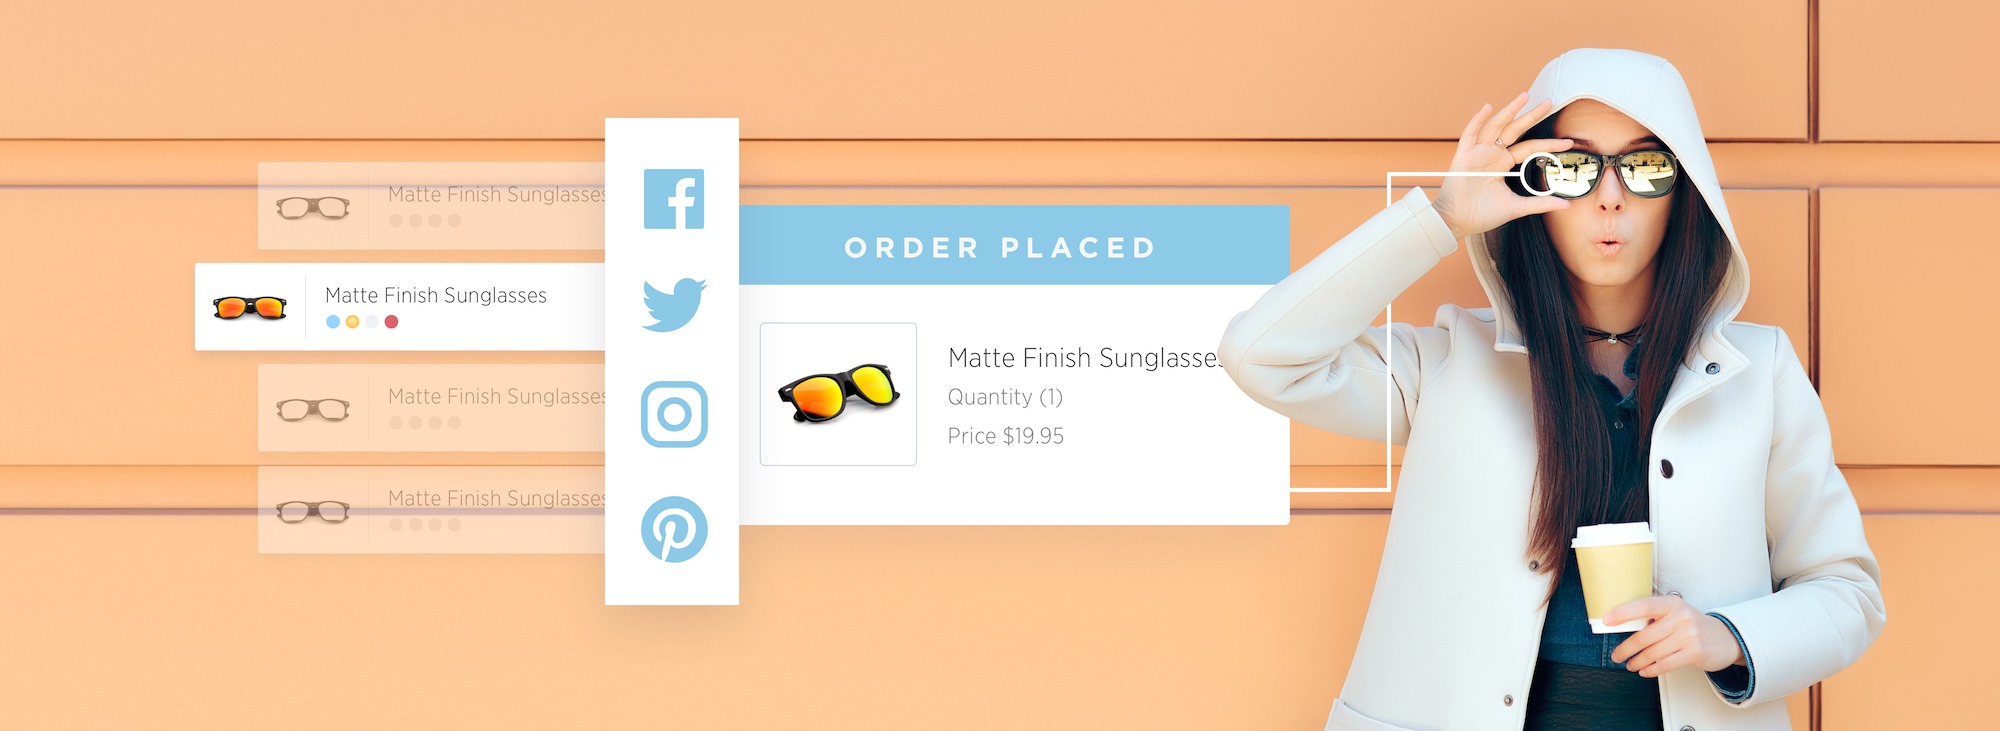 Matte Finish Sunglasses
Matte Finish Sunglasses
Matte Finish Sunglasses
Matte Finish Sunglasses
ORDER PLACED
Matte Finish Sunglasses
Quantity (1)
Price $19.95